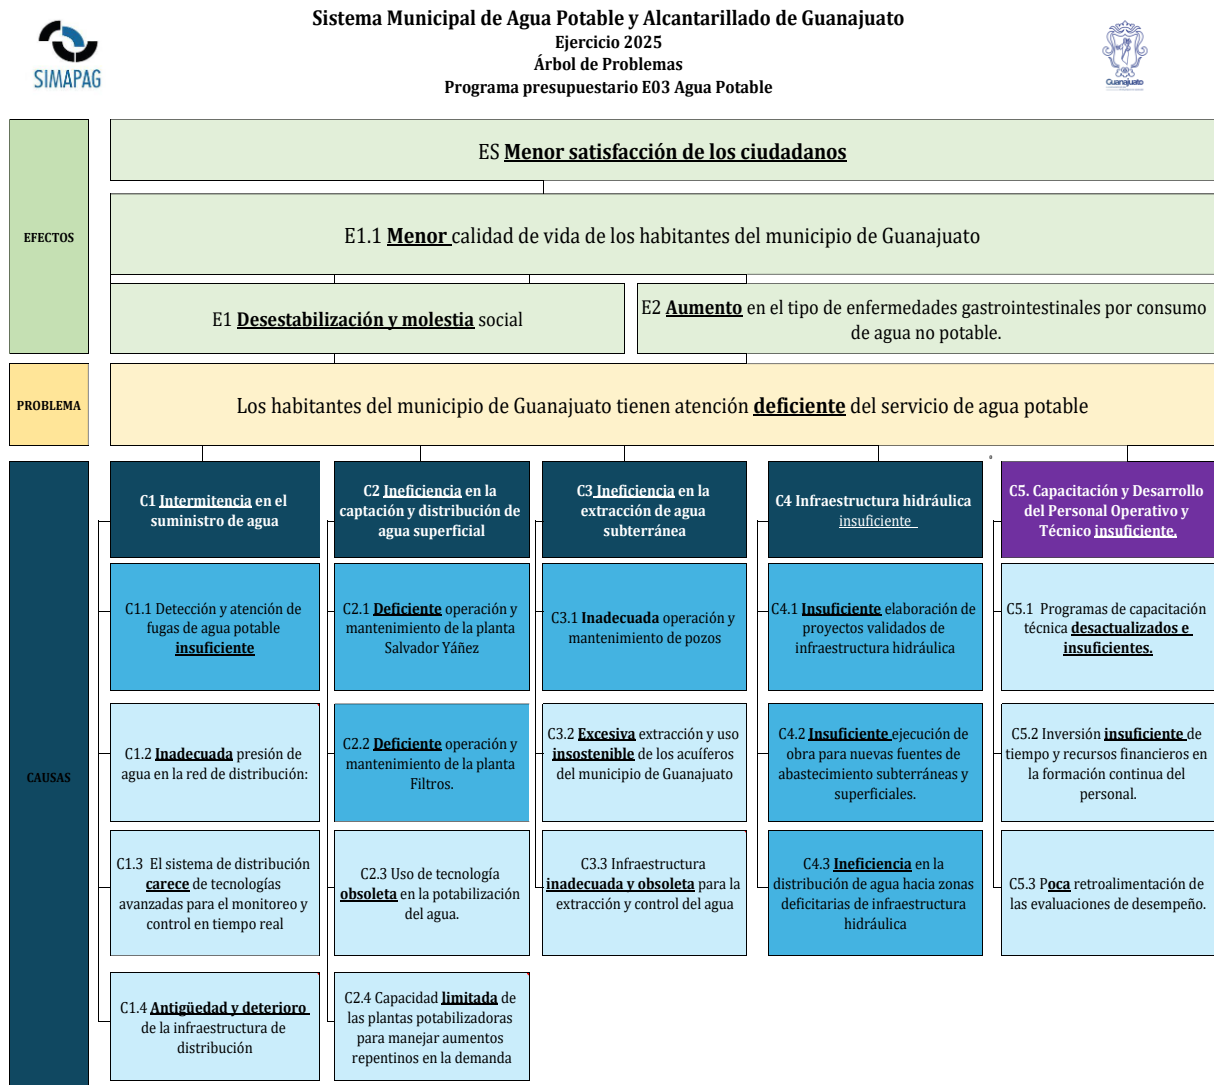 Sistema Municipal de Agua Potable y Alcantarillado de Guanajuato
Ejercicio 2025
Árbol de Problemas
Programa presupuestario E03 Agua Potable
SIMAPAG
Guanajuato
EFECTOS
ES Menor satisfacción de los ciudadanos
E1.1 Menor calidad de vida de los habitantes del municipio de Guanajuato
E1 Desestabilización y molestia social
E2 Aumento en el tipo de enfermedades gastrointestinales por consumo
de agua no potable.
PROBLEMA
Los habitantes del municipio de Guanajuato tienen atención deficiente del servicio de agua potable
CAUSAS
C1 Intermitencia en el
suministro de agua
C2 Ineficiencia en la
captación y distribución de
agua superficial
C3 Ineficiencia en la
extracción de agua
subterránea
C4 Infraestructura hidráulica
insuficiente
C5. Capacitación y Desarrollo
del Personal Operativo y
Técnico insuficiente.
C1.1 Detección y atención de
fugas de agua potable
insuficiente
C2.1 Deficiente operación y
mantenimiento de la planta
Salvador Yáñez
C3.1 Inadecuada operación y
mantenimiento de pozos
C4.1 Insuficiente elaboración de
proyectos validados de
infraestructura hidráulica
C5.1 Programas de capacitación
técnica desactualizados e
insuficientes.
C1.2 Inadecuada presión de
agua en la red de distribución:
C2.2 Deficiente operación y
mantenimiento de la planta
Filtros.
C3.2 Excesiva extracción y uso
insostenible de los acuíferos
del municipio de Guanajuato
C4.2 Insuficiente ejecución de
obra para nuevas fuentes de
abastecimiento subterráneas y
superficiales.
C5.2 Inversión insuficiente de
tiempo y recursos financieros en
la formación continua del
personal.
C1.3 El sistema de distribución
carece de tecnologías
avanzadas para el monitoreo y
control en tiempo real
C2.3 Uso de tecnología
obsoleta en la potabilización
del agua.
C3.3 Infraestructura
inadecuada y obsoleta para la
extracción y control del agua
C4.3 Ineficiencia en la
distribución de agua hacia zonas
deficitarias de infraestructura
hidráulica
C5.3 Poca retroalimentación de
las evaluaciones de desempeño.
C1.4 Antigüedad y deterioro
de la infraestructura de
distribución
C2.4 Capacidad limitada de
las plantas potabilizadoras
para manejar aumentos
repentinos en la demanda